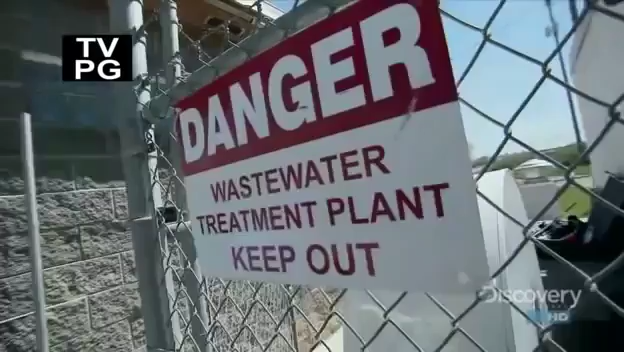 TV
PG
DANGER
WASTEWATER
TREATMENT PLANT
KEEP OUT
Discovery
HD